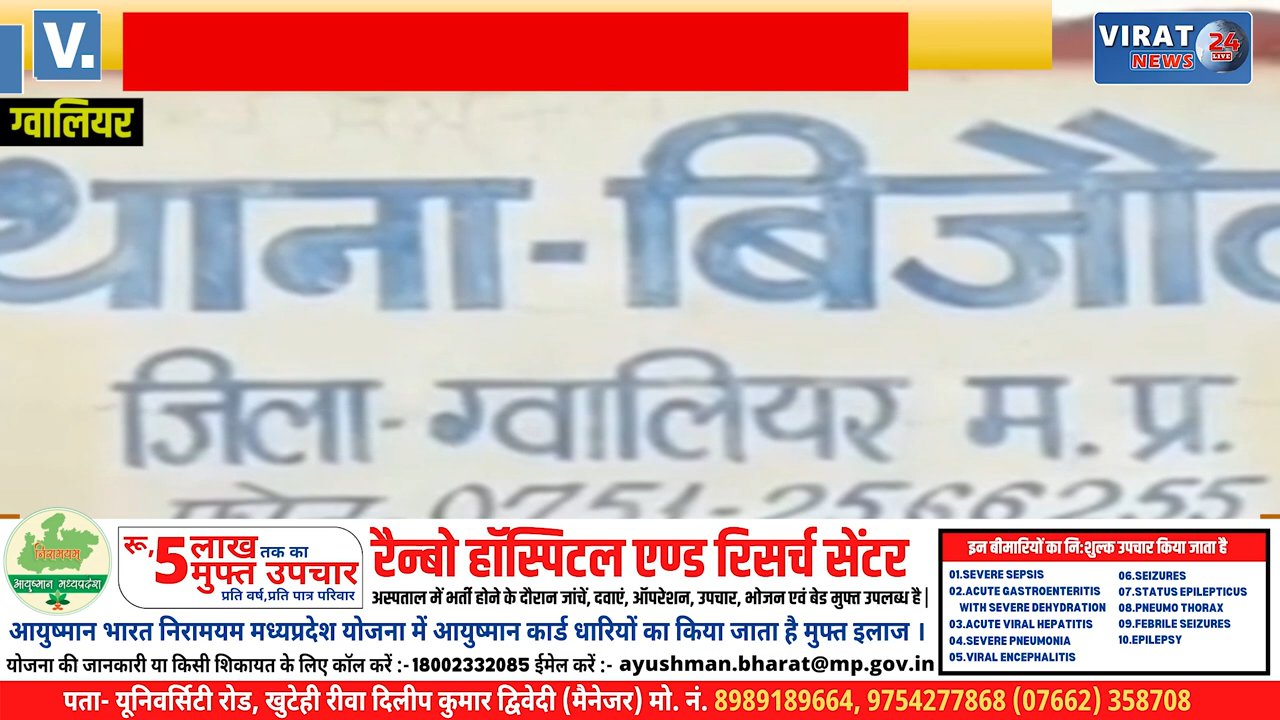 V.
VIRAT
NEWS
24
LIVE
ग्वालियर
थाना - बिजौ
जिला- ग्वालियर म. प्र.
फोन 0751-2566255
निरामयम्
आयुष्मान मध्यप्रदेश
रू,5 लाख तक का
मुफ्त उपचार
प्रति वर्ष,प्रति पात्र परिवार
रैन्बो हॉस्पिटल एण्ड रिसर्च सेंटर
अस्पताल में भर्ती होने के दौरान जांचें, दवाएं, ऑपरेशन, उपचार, भोजन एवं बेड मुफ्त उपलब्ध है |
आयुष्मान भारत निरामयम मध्यप्रदेश योजना में आयुष्मान कार्ड धारियों का किया जाता है मुफ्त इलाज ।
योजना की जानकारी या किसी शिकायत के लिए कॉल करें :- 18002332085 ईमेल करें :- ayushman.bharat@mp.gov.in
इन बीमारियों का नि:शुल्क उपचार किया जाता है
01.SEVERE SEPSIS
02.ACUTE GASTROENTERITIS
WITH SEVERE DEHYDRATION
03.ACUTE VIRAL HEPATITIS
04.SEVERE PNEUMONIA
05.VIRAL ENCEPHALITIS
06.SEIZURES
07.STATUS EPILEPTICUS
08.PNEUMO THORAX
09.FEBRILE SEIZURES
10.EPILEPSY
पता- यूनिवर्सिटी रोड, खुटेही रीवा दिलीप कुमार द्विवेदी (मैनेजर) मो. नं. 8989189664, 9754277868 (07662) 358708